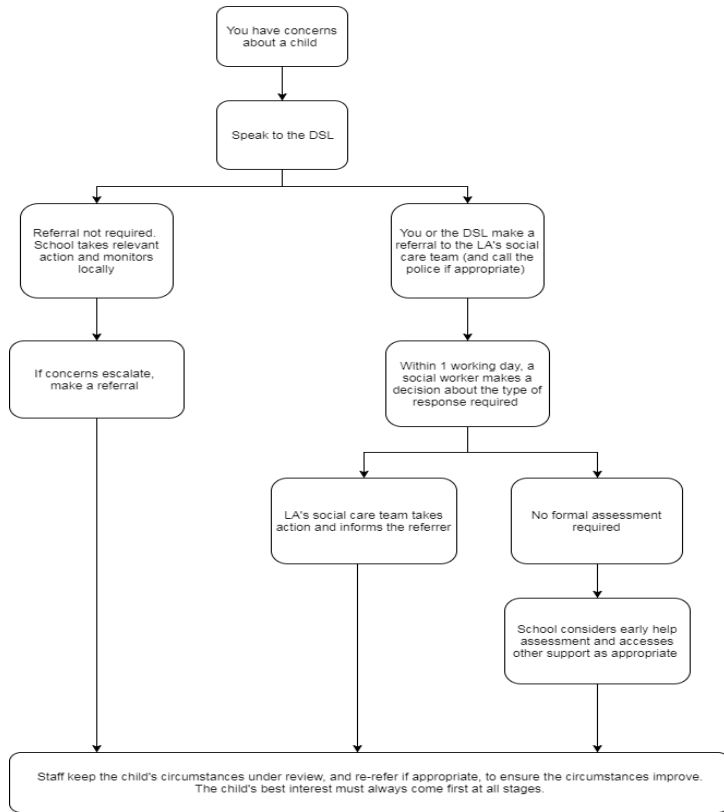 You have concerns
about a child
Speak to the DSL
Referral not required.
School takes relevant
action and monitors
locally
You or the DSL make a
referral to the LA's social
care team (and call the
police if appropriate)
If concerns escalate,
make a referral
Within 1 working day, a
social worker makes a
decision about the type of
response required
LA's social care team takes
action and informs the referrer
No formal assessment
required
School considers early help
assessment and accesses
other support as appropriate
Staff keep the child's circumstances under review, and re-refer if appropriate, to ensure the circumstances improve.
The child's best interest must always come first at all stages.